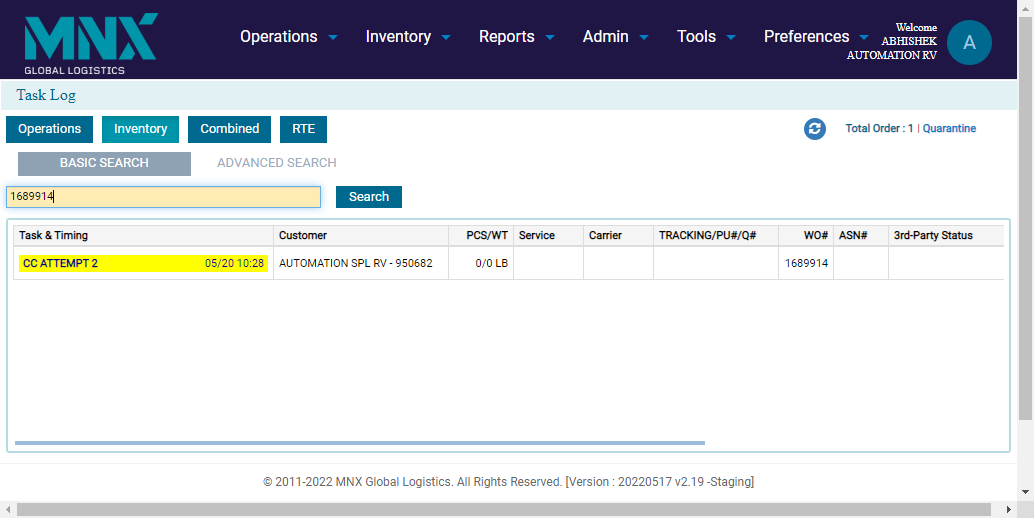 MNX
GLOBAL LOGISTICS
Operations Inventory Reports Admin Tools Preferences
Welcome
ABHISHEK
AUTOMATION RV
A
Task Log
Operations Inventory Combined RTE
Total Order : 1 | Quarantine
BASIC SEARCH ADVANCED SEARCH
1689914 Search
Task & Timing Customer PCS/WT Service Carrier TRACKING/PU#/Q# WO# ASN# 3rd-Party Status
CC ATTEMPT 2 05/20 10:28 AUTOMATION SPL RV - 950682 0/0 LB 1689914
© 2011-2022 MNX Global Logistics. All Rights Reserved. [Version : 20220517 v2.19 -Staging]